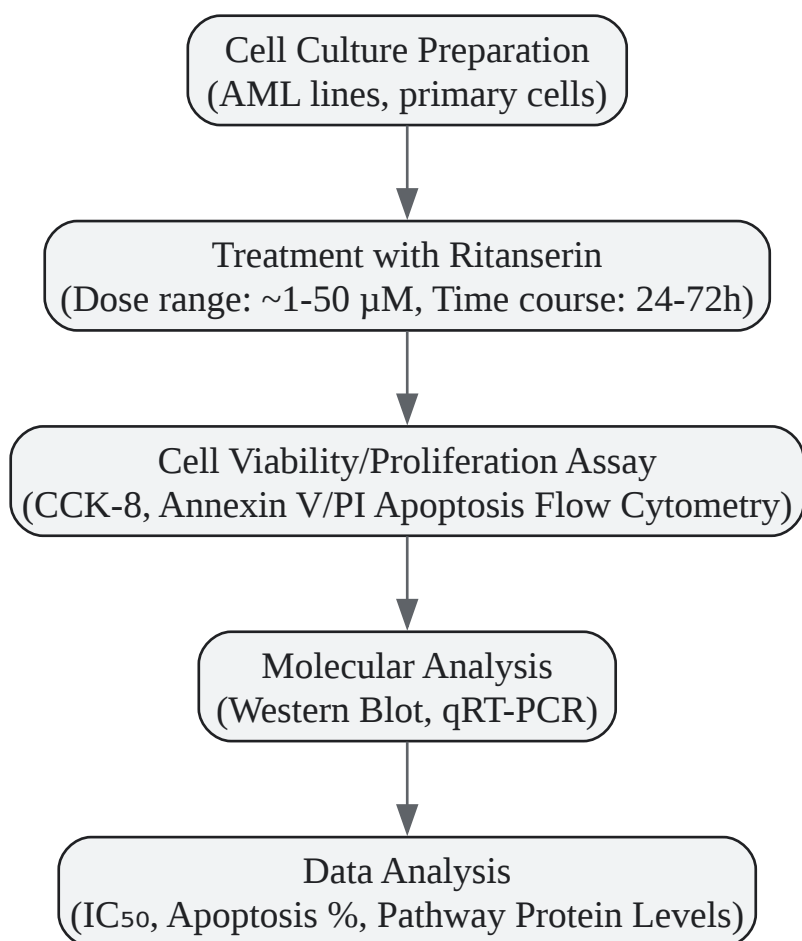 Cell Culture Preparation
(AML lines, primary cells)
Treatment with Ritanserin
(Dose range: ~1-50 µM, Time course: 24-72h)
Cell Viability/Proliferation Assay
(CCK-8, Annexin V/PI Apoptosis Flow Cytometry)
Molecular Analysis
(Western Blot, qRT-PCR)
Data Analysis
(IC₅₀, Apoptosis %, Pathway Protein Levels)